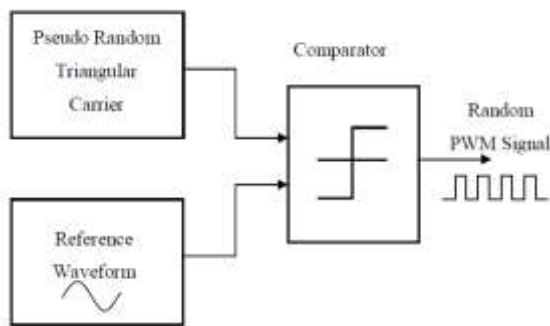 Pseudo Random
Triangular
Carrier
Comparator
Random
PWM Signal
Reference
Waveform